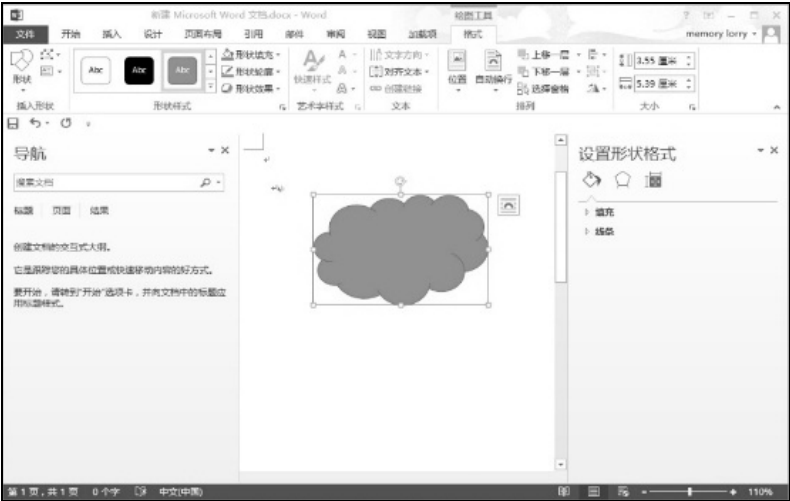 新建 Microsoft Word 文档.docx - Word
绘图工具
文件 开始 插入 设计 页面布局 引用 邮件 审阅 视图 加载项 格式
memory lorry
形状
Abc Abc Abc
形状填充
形状轮廓
形状效果
快速样式
A
A
A
A
文字方向
对齐文本
创建链接
位置 自动换行
上移一层
下移一层
选择窗格
3.55 厘米
5.39 厘米
插入形状 形状样式 艺术字样式 文本 排列 大小
导航
搜索文档
标题 页面 结果
创建文档的交互式大纲。
它是跟踪您的具体位置或快速移动内容的好方式。
要开始，请转到“开始”选项卡，并向文档中的标题应
用标题样式。
设置形状格式
填充
线条
第 1 页，共 1 页 0 个字 中文(中国) 110%